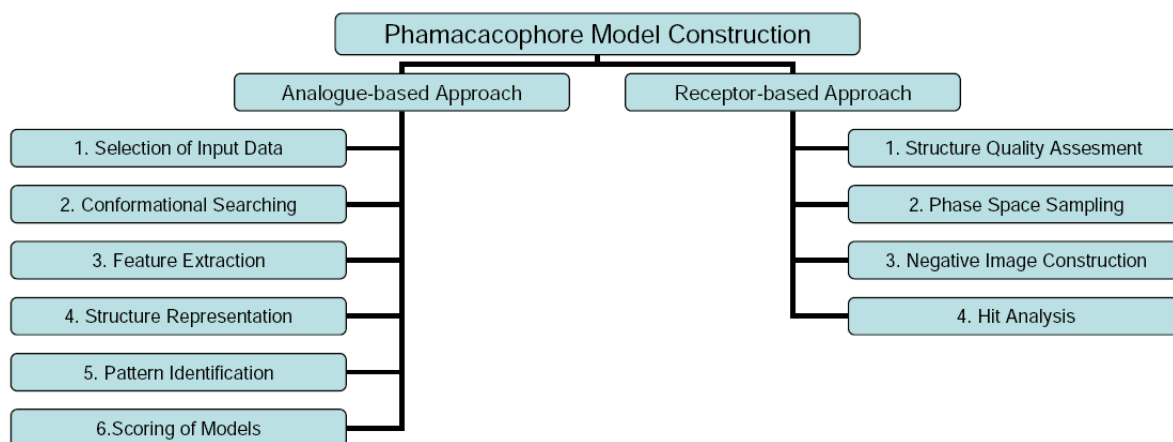 Phamacacophore Model Construction
Analogue-based Approach
1. Selection of Input Data
2. Conformational Searching
3. Feature Extraction
4. Structure Representation
5. Pattern Identification
6.Scoring of Models
Receptor-based Approach
1. Structure Quality Assesment
2. Phase Space Sampling
3. Negative Image Construction
4. Hit Analysis